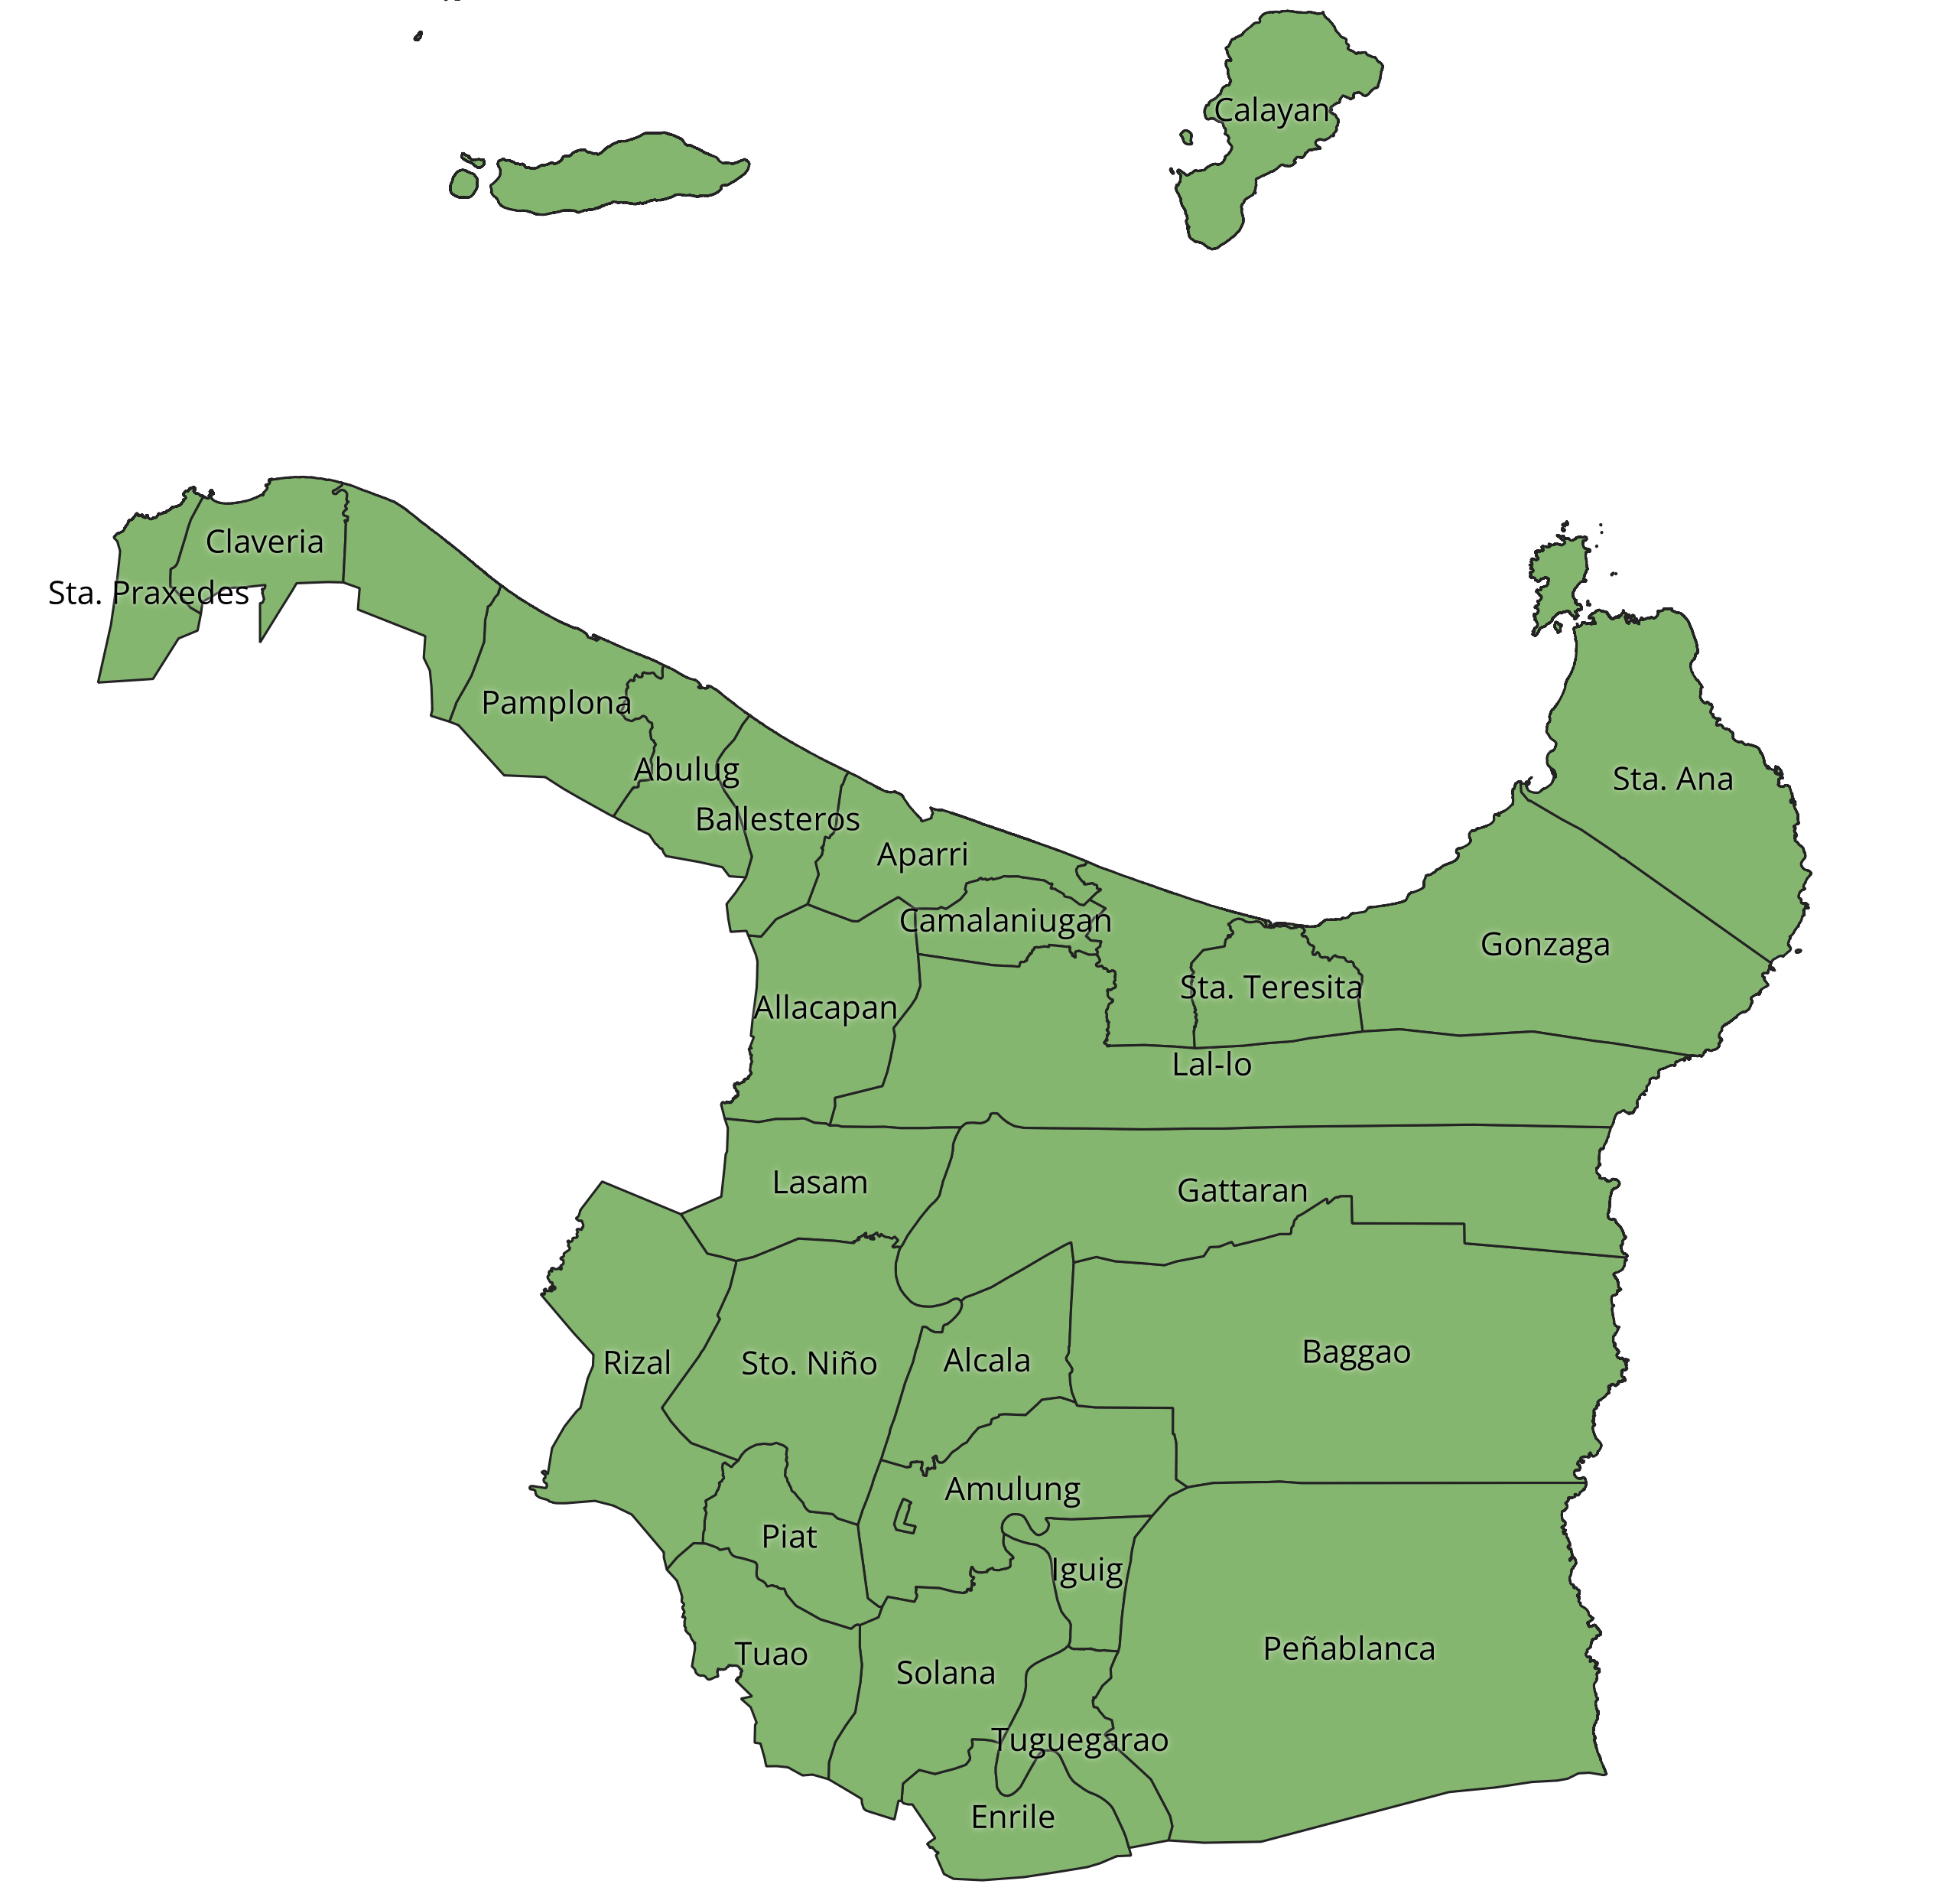 Calayan
Claveria
Sta. Praxedes
Pamplona
Abulug
Sta. Ana
Ballesteros
Aparri
Camalaniugan
Gonzaga
Sta. Teresita
Allacapan
Lal-lo
Lasam
Gattaran
Baggao
Rizal
Sto. Niño
Alcala
Amulung
Piat
Iguig
Peñablanca
Tuao
Solana
Tuguegarao
Enrile